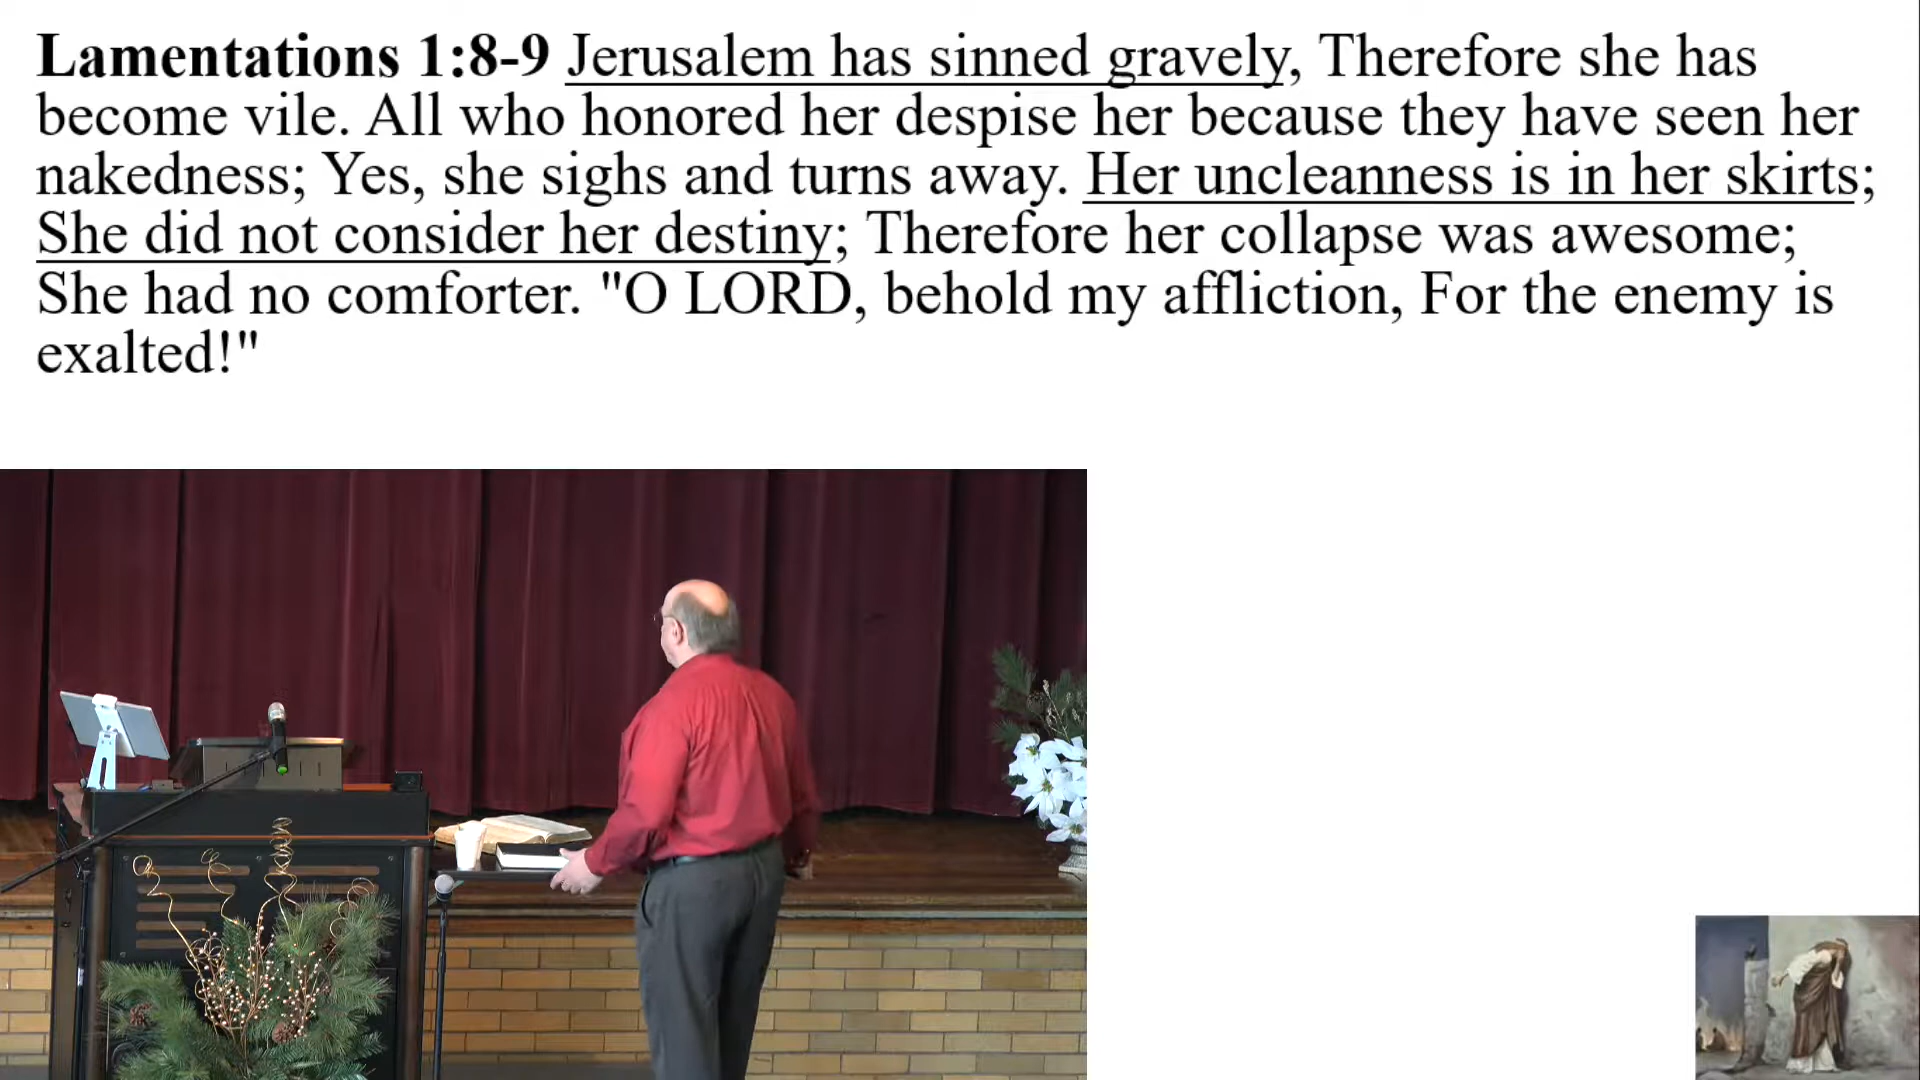 Lamentations 1:8-9 Jerusalem has sinned gravely, Therefore she has
become vile. All who honored her despise her because they have seen her
nakedness; Yes, she sighs and turns away. Her uncleanness is in her skirts;
She did not consider her destiny; Therefore her collapse was awesome;
She had no comforter. "O LORD, behold my affliction, For the enemy is
exalted!"